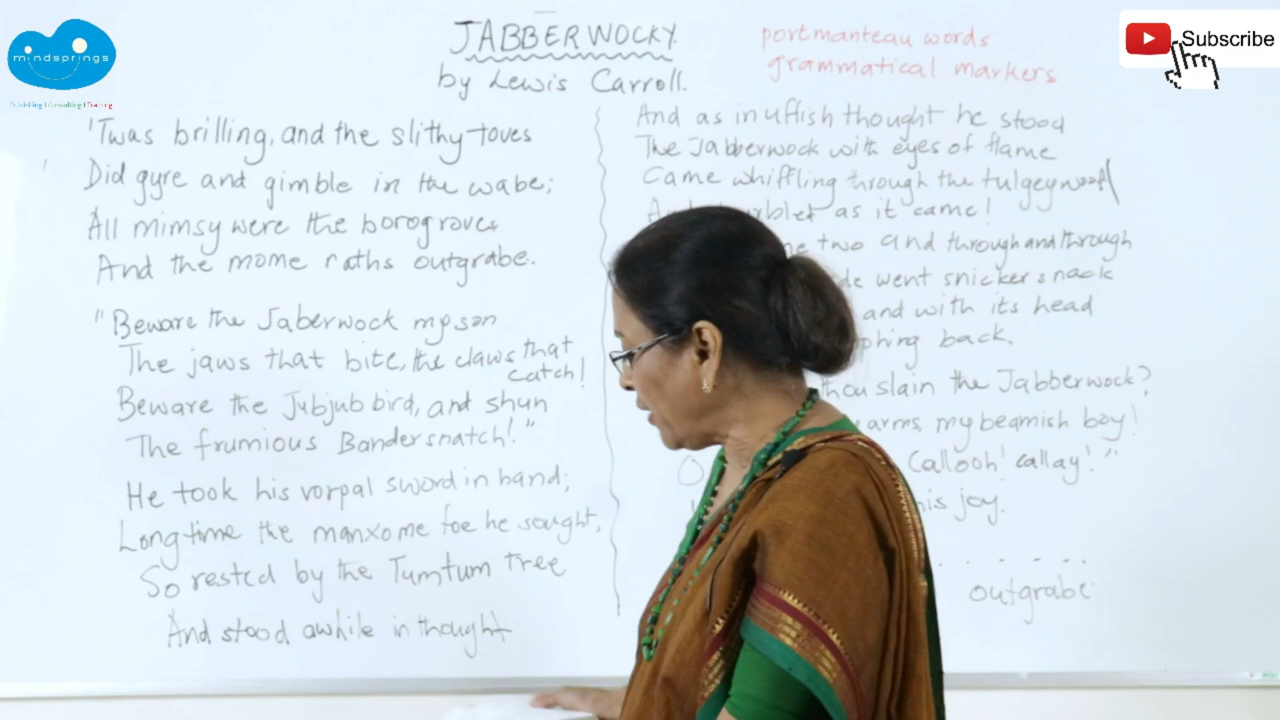 mindsprings
Publishing | Consulting | Training
Subscribe
JABBERWOCKY.
by Lewis Carroll.
portmanteau words
grammatical markers
'Twas brilling, and the slithy toves
Did gyre and gimble in the wabe;
All mimsy were the borogroves
And the mome raths outgrabe.
"Beware the Jaberwock my son
The jaws that bite, the claws that
catch!
Beware the Jubjub bird, and shun
The frumious Bandersnatch!"
He took his vorpal sword in hand;
Long time the manxome foe he sought,
So rested by the Tumtum Tree
And stood awhile in thought
And as in uffish thought he stood
The Jabberwock with eyes of flame
Came whiffling through the tulgeywood
as it came!
two and through and through
went snicker snack
and with its head
back.
thou slain the Jabberwock?
arms, my beamish boy!
O Callooh! callay!"
his joy.
outgrabe